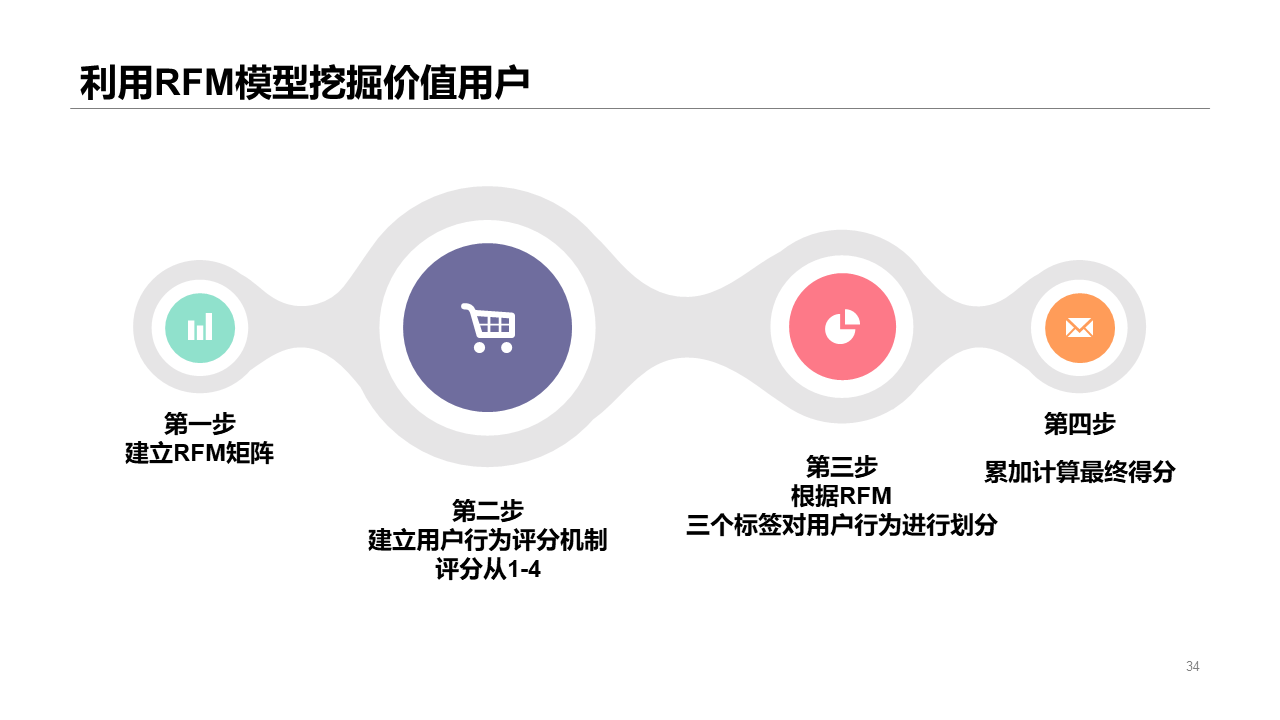 利用RFM模型挖掘价值用户
第一步
建立RFM矩阵
第二步
建立用户行为评分机制
评分从1-4
第三步
根据RFM
三个标签对用户行为进行划分
第四步
累加计算最终得分
34